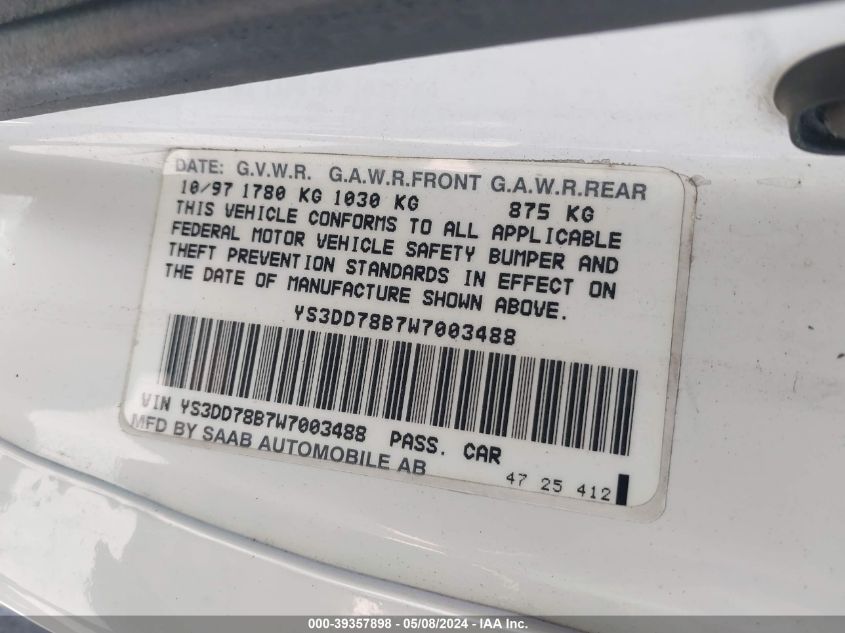 DATE: G.V.W.R. G.A.W.R.FRONT G.A.W.R.REAR
10/97 1780 KG 1030 KG 875 KG
THIS VEHICLE CONFORMS TO ALL APPLICABLE
FEDERAL MOTOR VEHICLE SAFETY BUMPER AND
THEFT PREVENTION STANDARDS IN EFFECT ON
THE DATE OF MANUFACTURE SHOWN ABOVE.
YS3DD78B7W7003488
VIN YS3DD78B7W7003488 PASS. CAR
MFD BY SAAB AUTOMOBILE AB
47 25 412
000-39357898 - 05/08/2024 - IAA Inc.